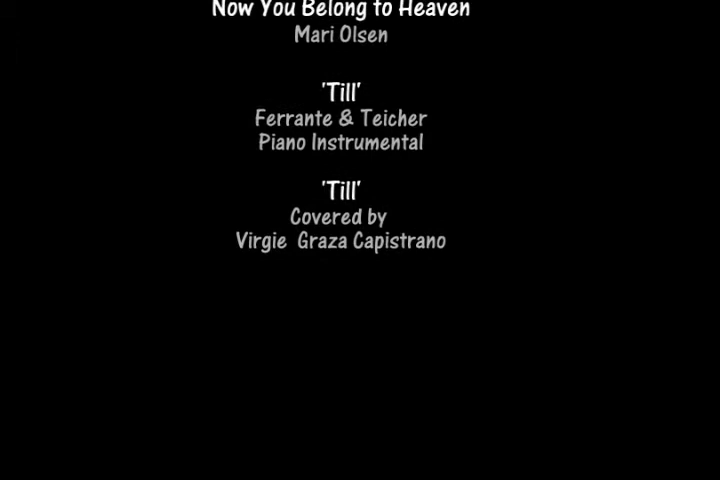 Now You Belong to Heaven
Mari Olsen
'Till'
Ferrante & Teicher
Piano Instrumental
'Till'
Covered by
Virgie Graza Capistrano